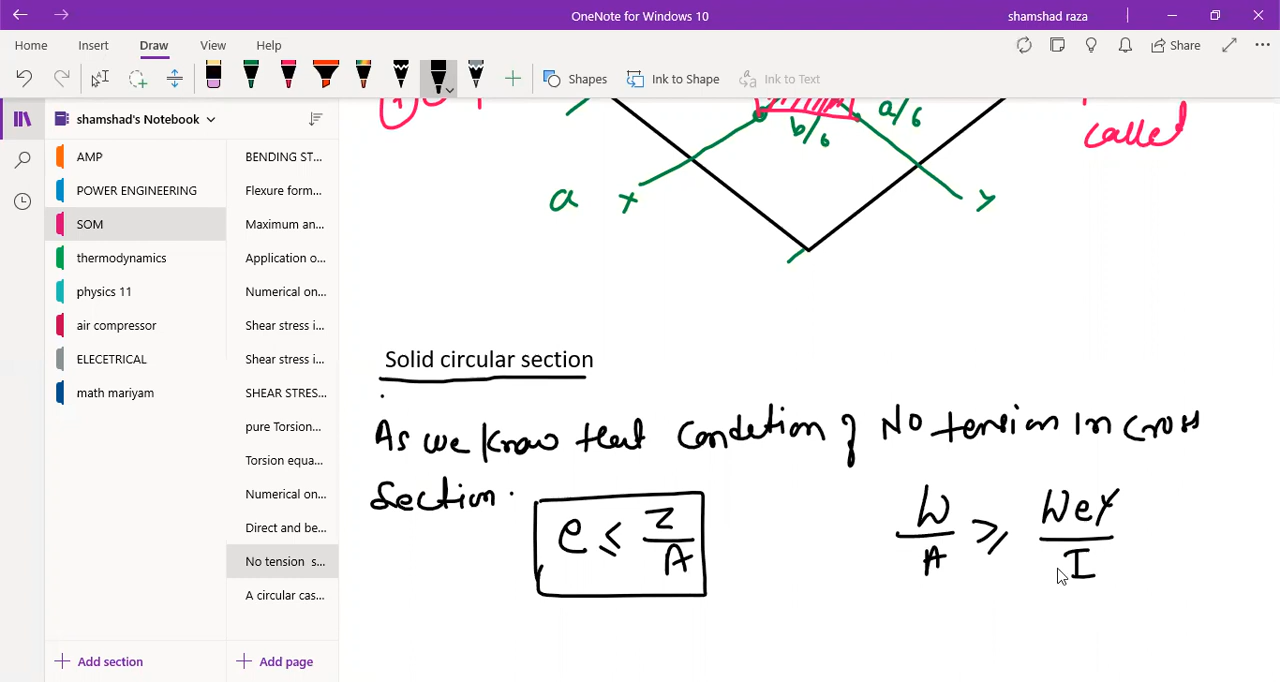 OneNote for Windows 10
shamshad raza
Home Insert Draw View Help
Share
Shapes
Ink to Shape
Ink to Text
shamshad's Notebook
AMP
POWER ENGINEERING
SOM
thermodynamics
physics 11
air compressor
ELECETRICAL
math mariyam
Add section
BENDING ST...
Flexure form...
Maximum an...
Application o...
Numerical on...
Shear stress i...
Shear stress i...
SHEAR STRES...
pure Torsion...
Torsion equa...
Numerical on...
Direct and be...
No tension s...
A circular cas...
Add page
b/6
a/6
called
a x
y
Solid circular section
As we know that Condetion of No tension in cross
Section.
e ≤ Z/A
W/A ≥ Wey/I